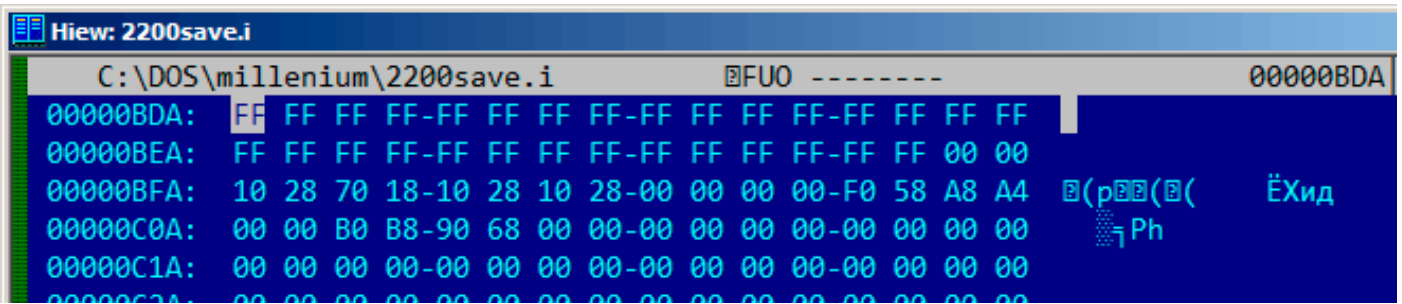 Hiew: 2200save.i
C:\DOS\millenium\2200save.i FUO -------- 00000BDA
00000BDA: FF FF FF FF-FF FF FF FF-FF FF FF FF-FF FF FF FF
00000BEA: FF FF FF FF-FF FF FF FF-FF FF FF FF-FF FF 00 00
00000BFA: 10 28 70 18-10 28 10 28-00 00 00 00-F0 58 A8 A4 (p(( ЁXид
00000C0A: 00 00 B0 B8-90 68 00 00-00 00 00 00-00 00 00 00 ░╕Рh
00000C1A: 00 00 00 00-00 00 00 00-00 00 00 00-00 00 00 00